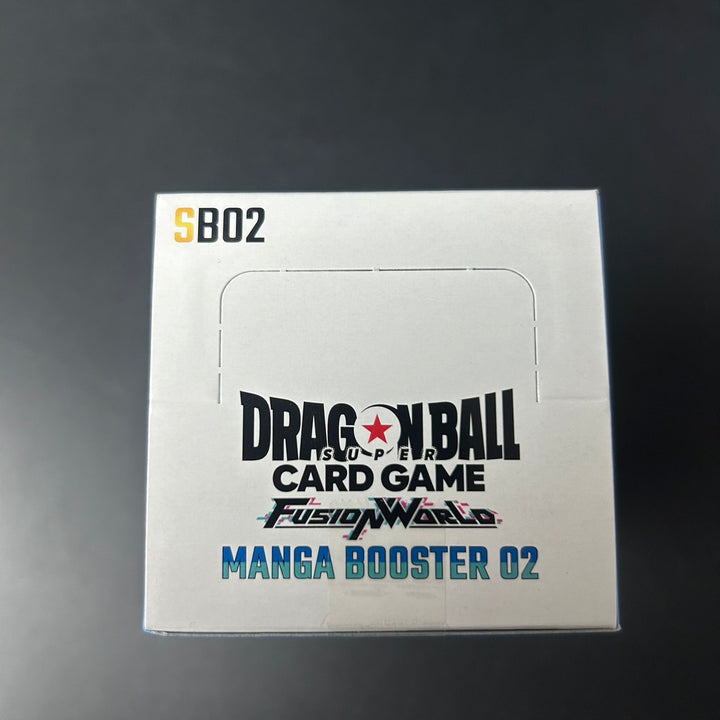 SB02
DRAGON BALL
SUPER
CARD GAME
FUSION WORLD
MANGA BOOSTER 02